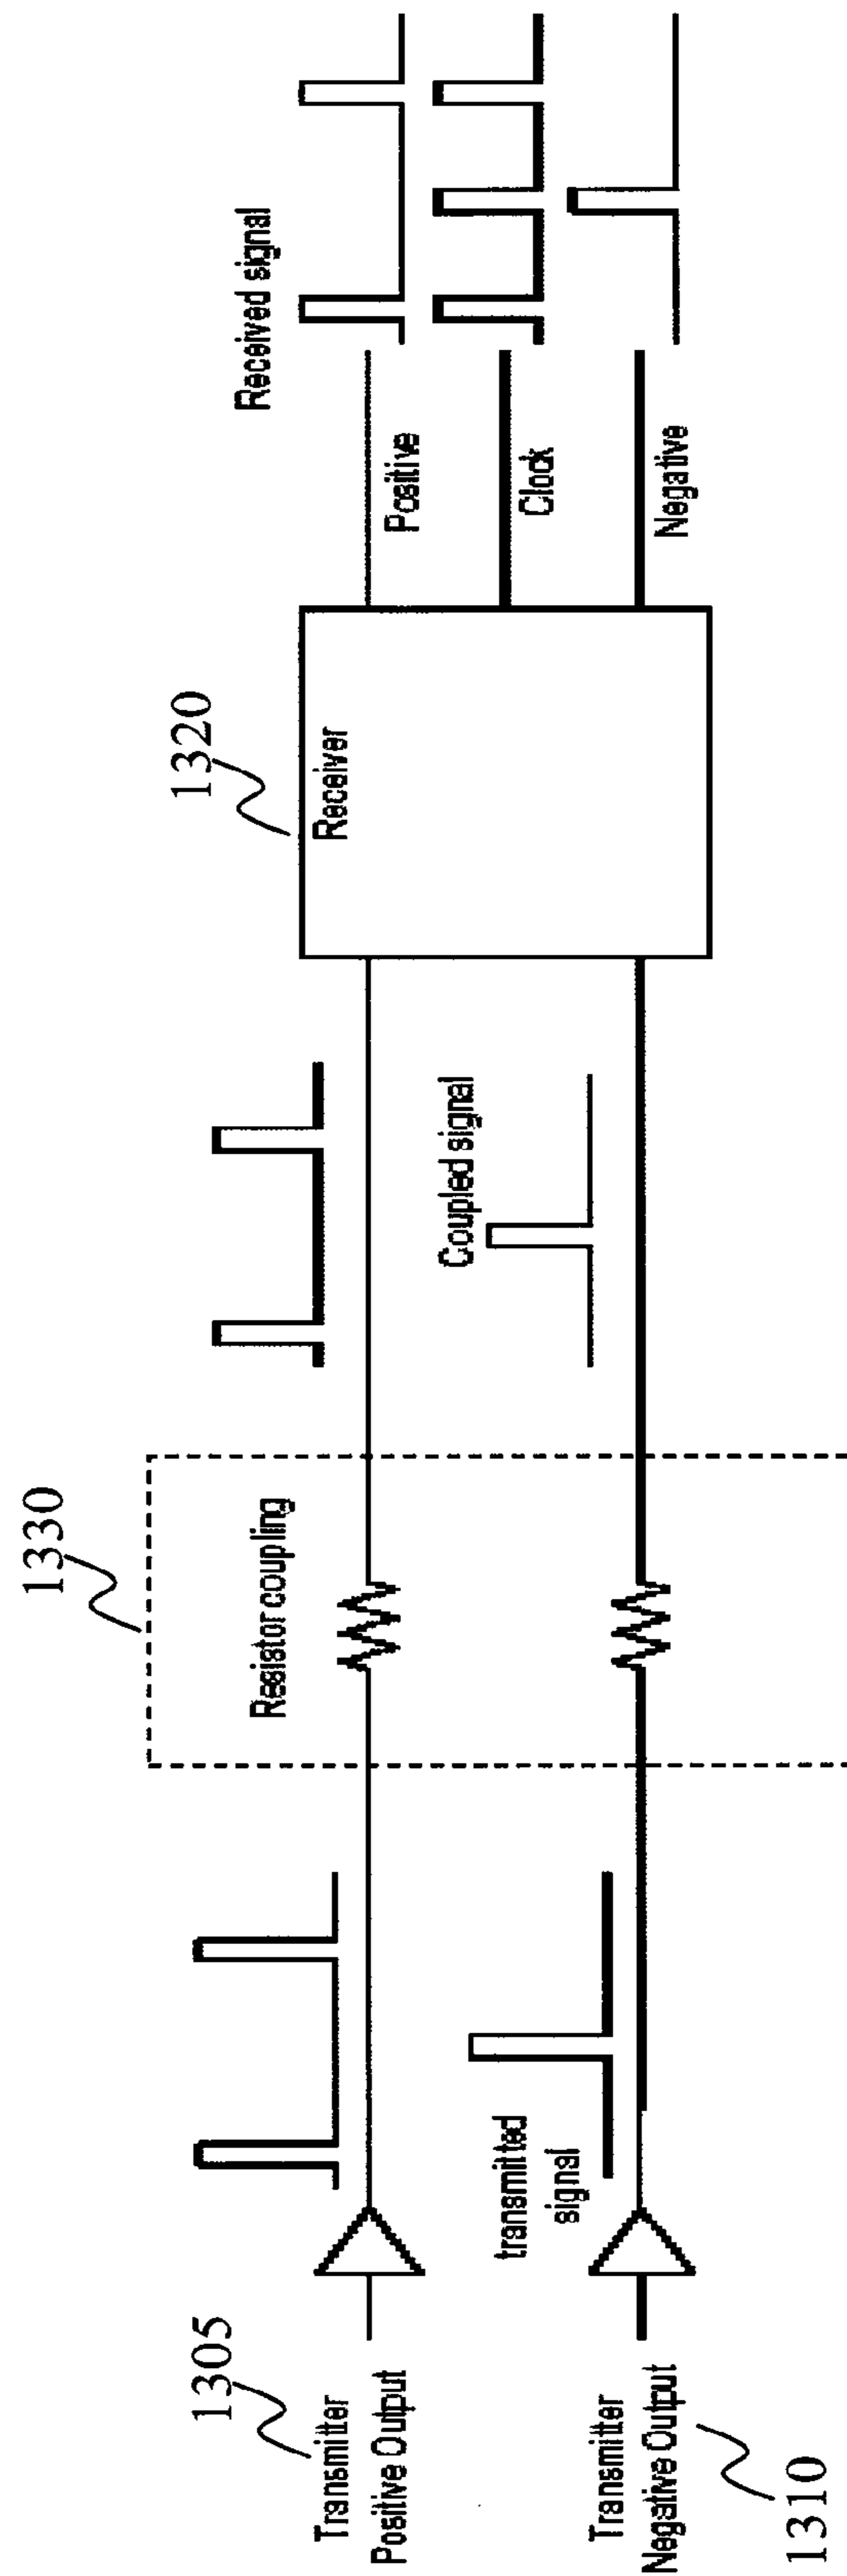 1305
Transmitter
Positive Output
Transmitter
Negative Output
1310
transmitted
signal
1330
Resistor coupling
Coupled signal
1320
Receiver
Positive
Clock
Negative
Received signal